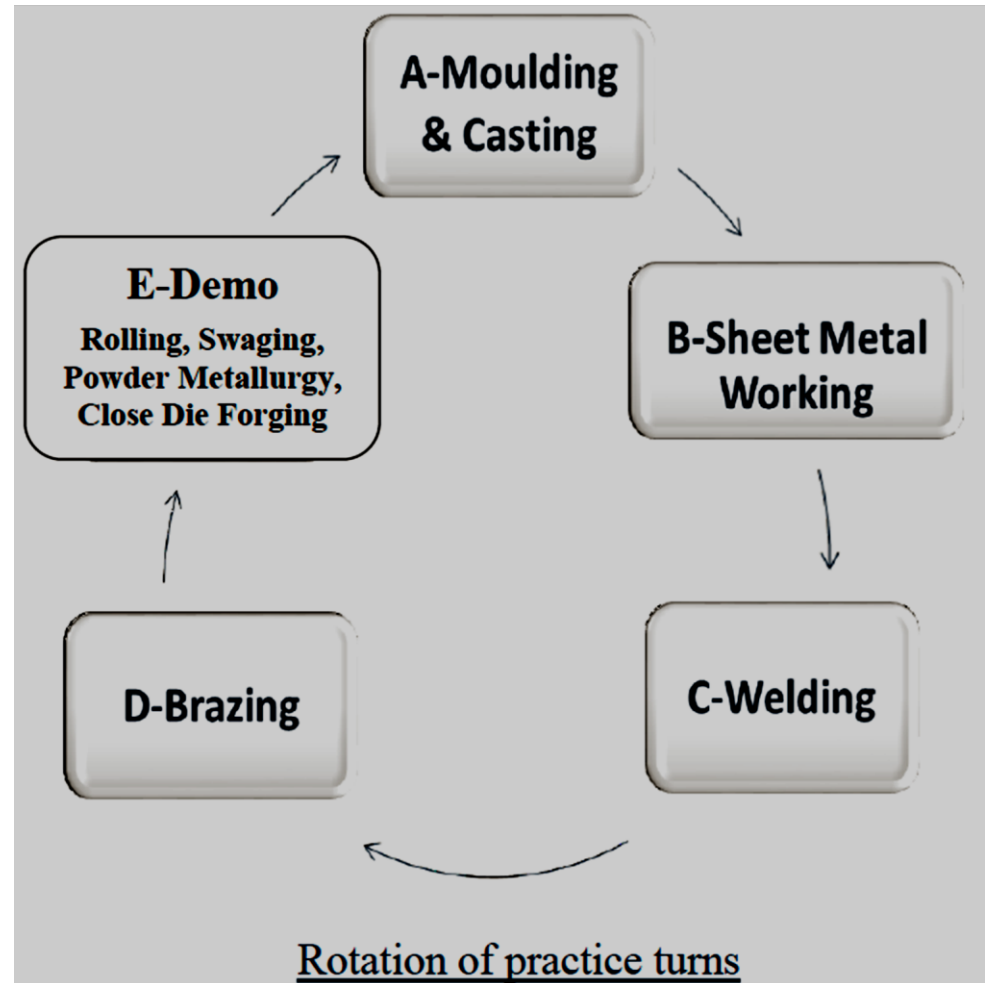 A-Moulding
& Casting
B-Sheet Metal
Working
C-Welding
D-Brazing
E-Demo
Rolling, Swaging,
Powder Metallurgy,
Close Die Forging
Rotation of practice turns